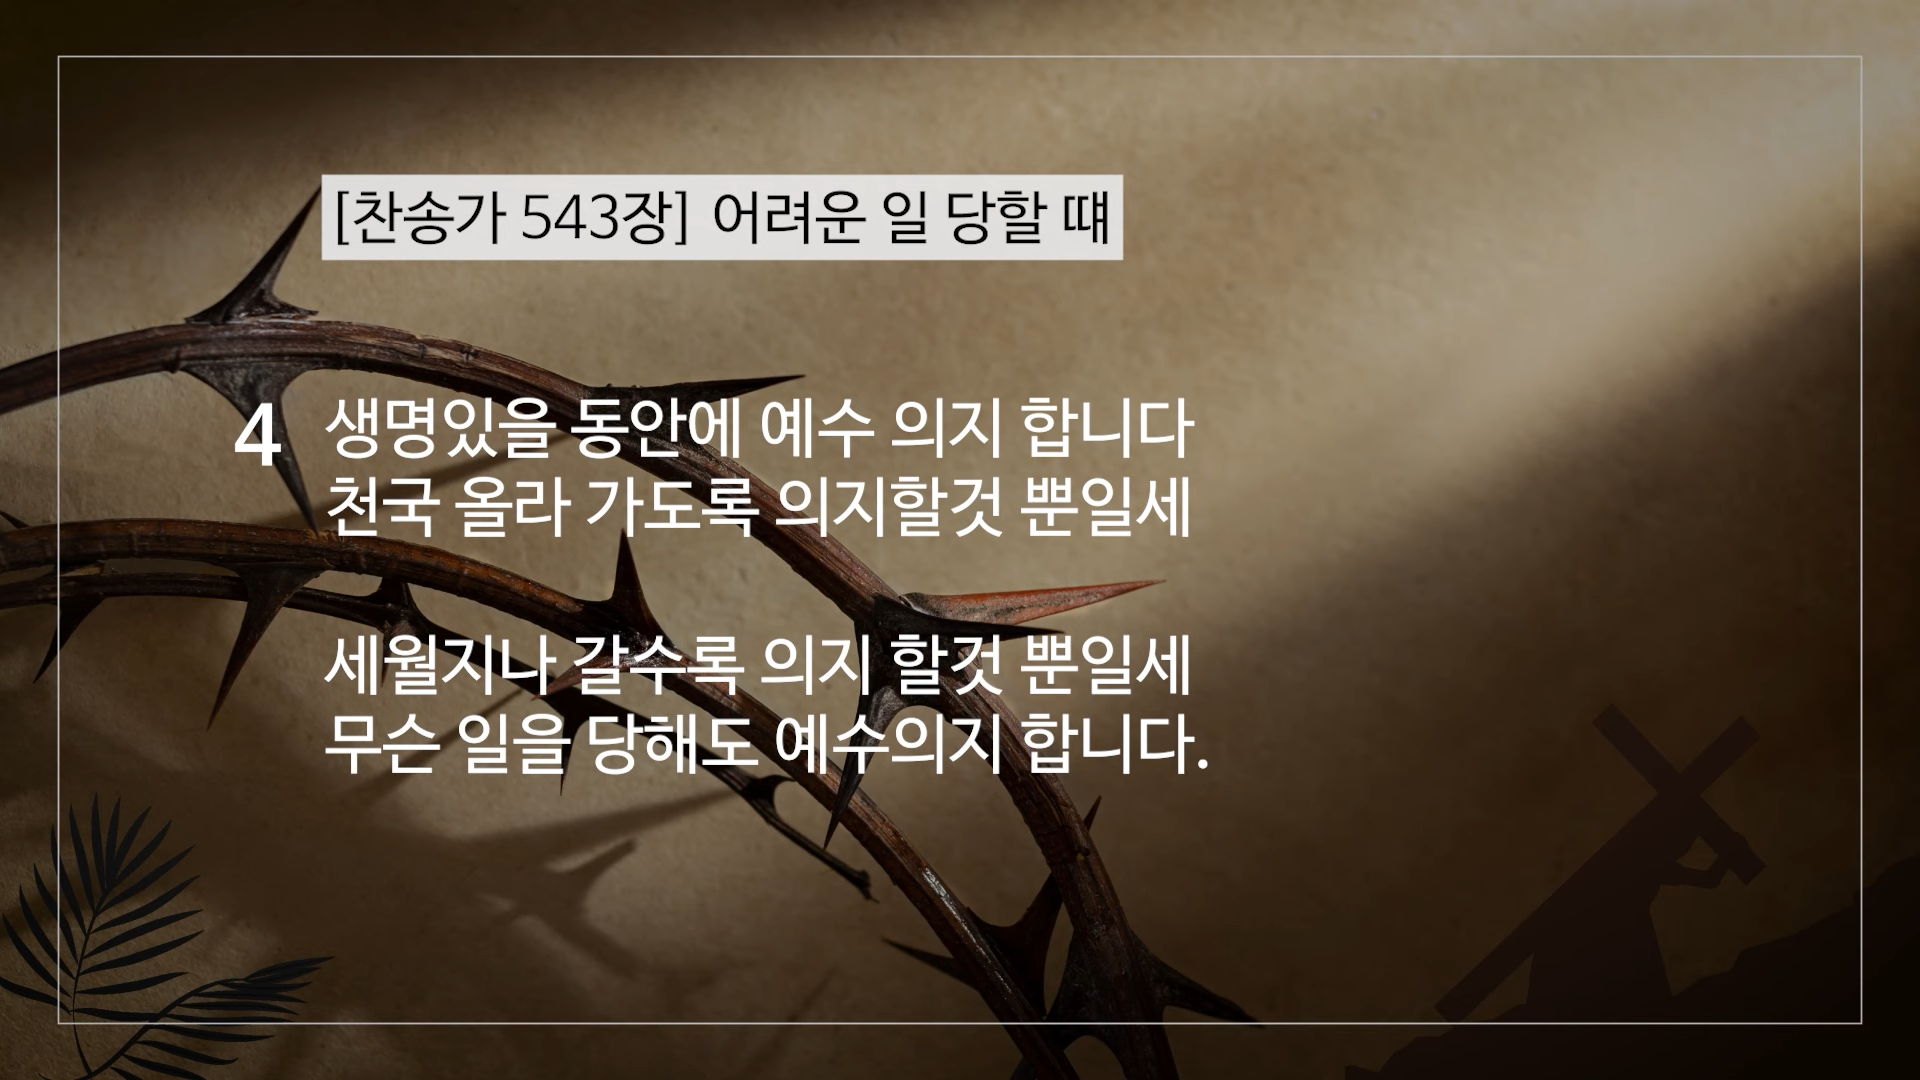 [찬송가 543장] 어려운 일 당할 떄
4 생명있을 동안에 예수 의지 합니다
천국 올라 가도록 의지할것 뿐일세
세월지나 갈수록 의지 할것 뿐일세
무슨 일을 당해도 예수의지 합니다.